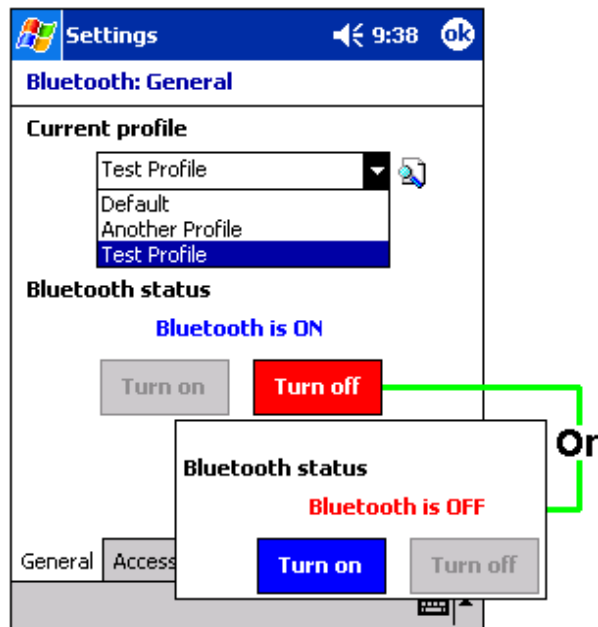 Settings 9:38 ok
Bluetooth: General
Current profile
Test Profile
Default
Another Profile
Test Profile
Bluetooth status
Bluetooth is ON
Turn on Turn off
Or
Bluetooth status
Bluetooth is OFF
Turn on Turn off
General Access